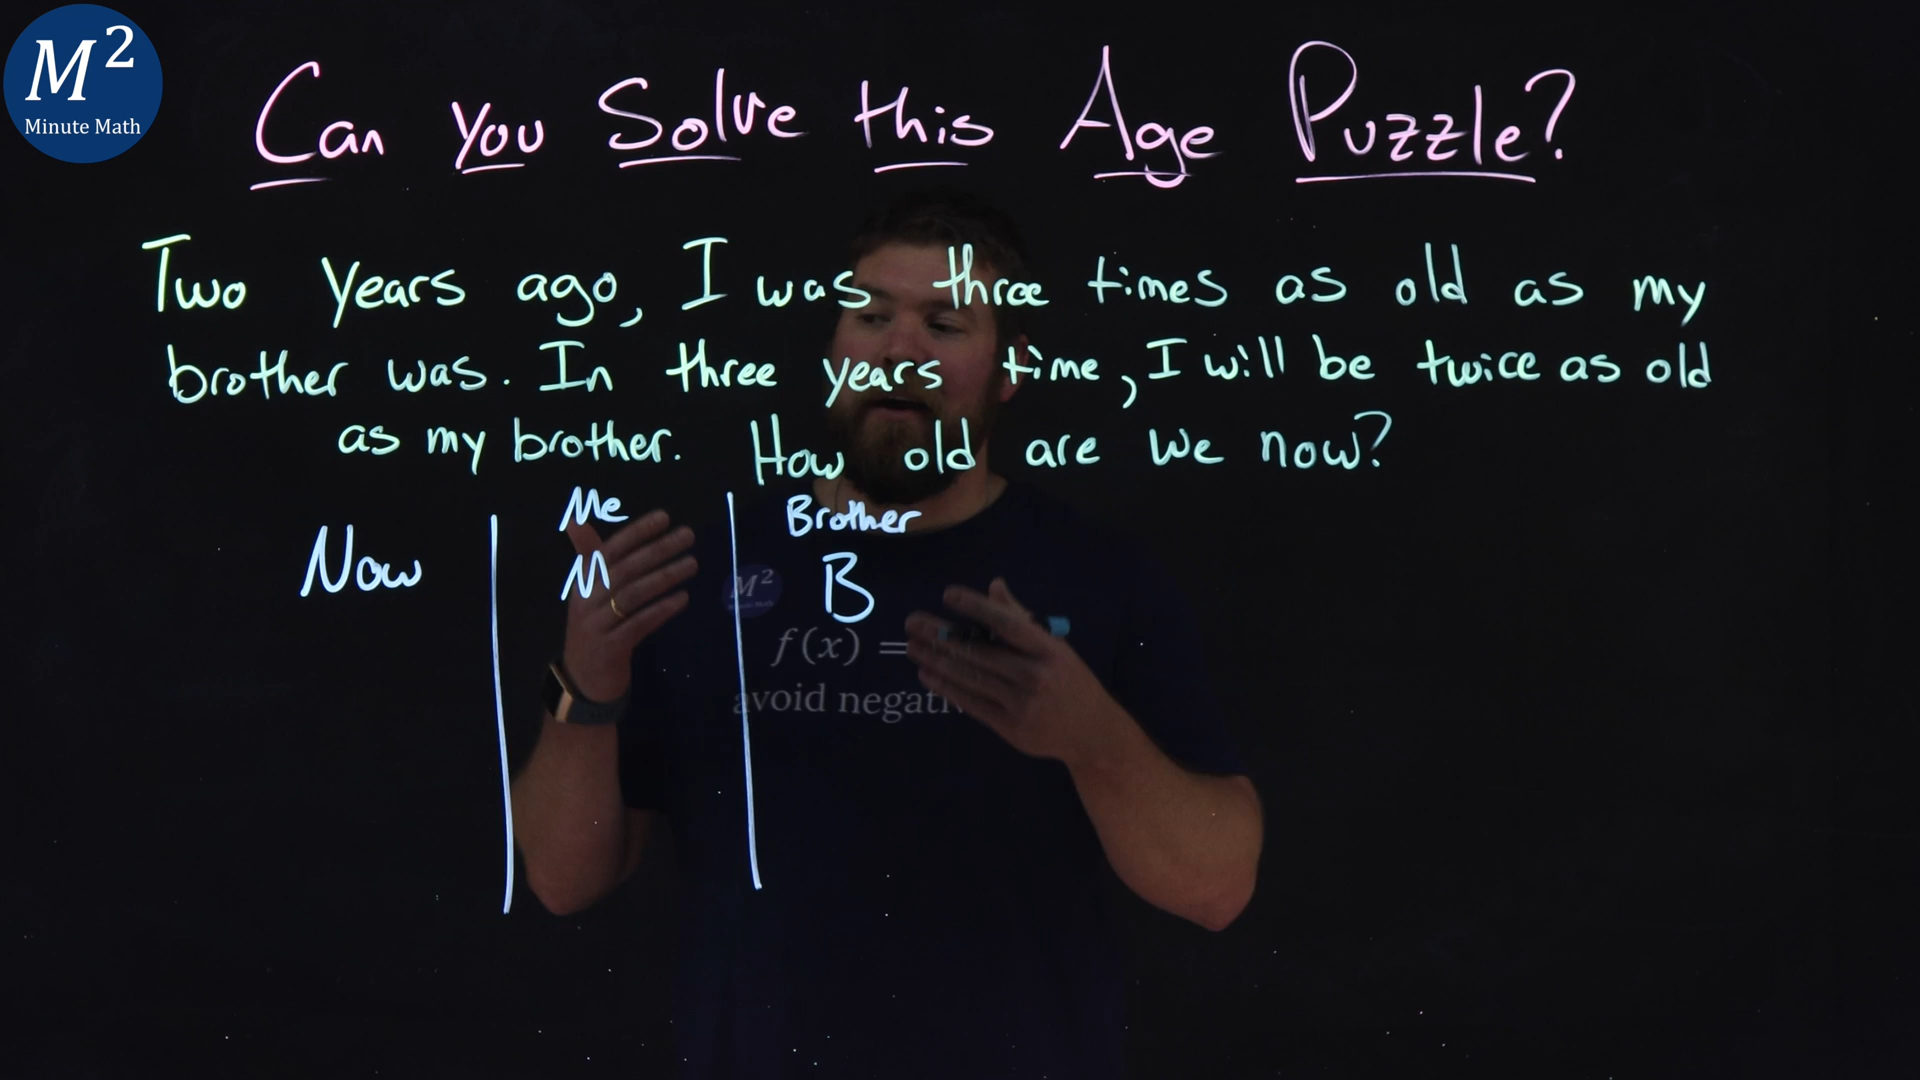 M²
Minute Math
Can You Solve this Age Puzzle?
Two years ago, I was three times as old as my
brother was. In three years time, I will be twice as old
as my brother. How old are we now?
Me
Brother
Now
M
B
M²
f(x) =
avoid